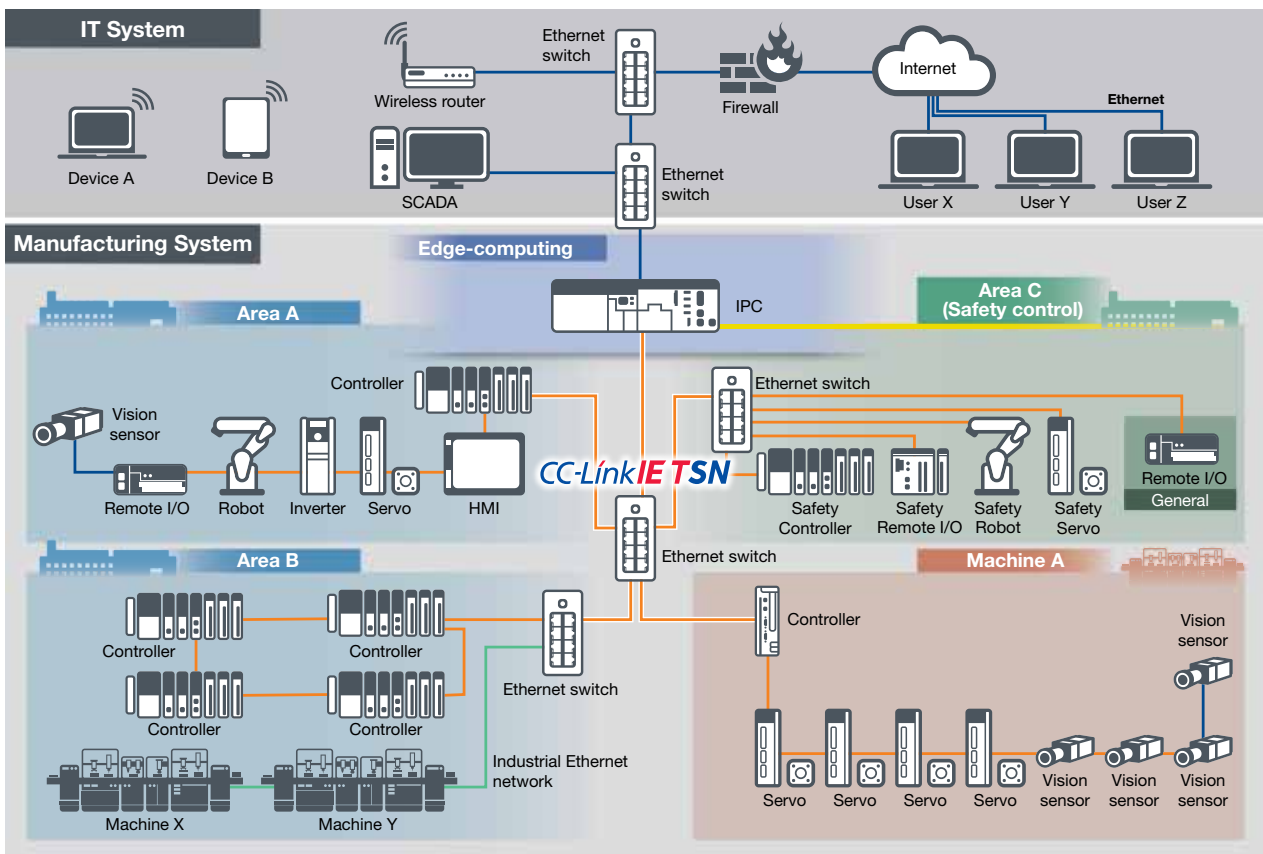 IT System
Ethernet
switch
Wireless router
Firewall
Internet
Ethernet
Device A
Device B
SCADA
Ethernet
switch
User X
User Y
User Z
Manufacturing System
Edge-computing
IPC
Area A
Area C
(Safety control)
Controller
Ethernet switch
Vision
sensor
Remote I/O
Robot
Inverter
Servo
HMI
CC-Link IE TSN
Safety
Controller
Safety
Remote I/O
Safety
Robot
Safety
Servo
Remote I/O
General
Ethernet switch
Area B
Controller
Controller
Controller
Controller
Ethernet switch
Industrial Ethernet
network
Machine X
Machine Y
Machine A
Controller
Vision
sensor
Servo
Servo
Servo
Servo
Vision
sensor
Vision
sensor
Vision
sensor